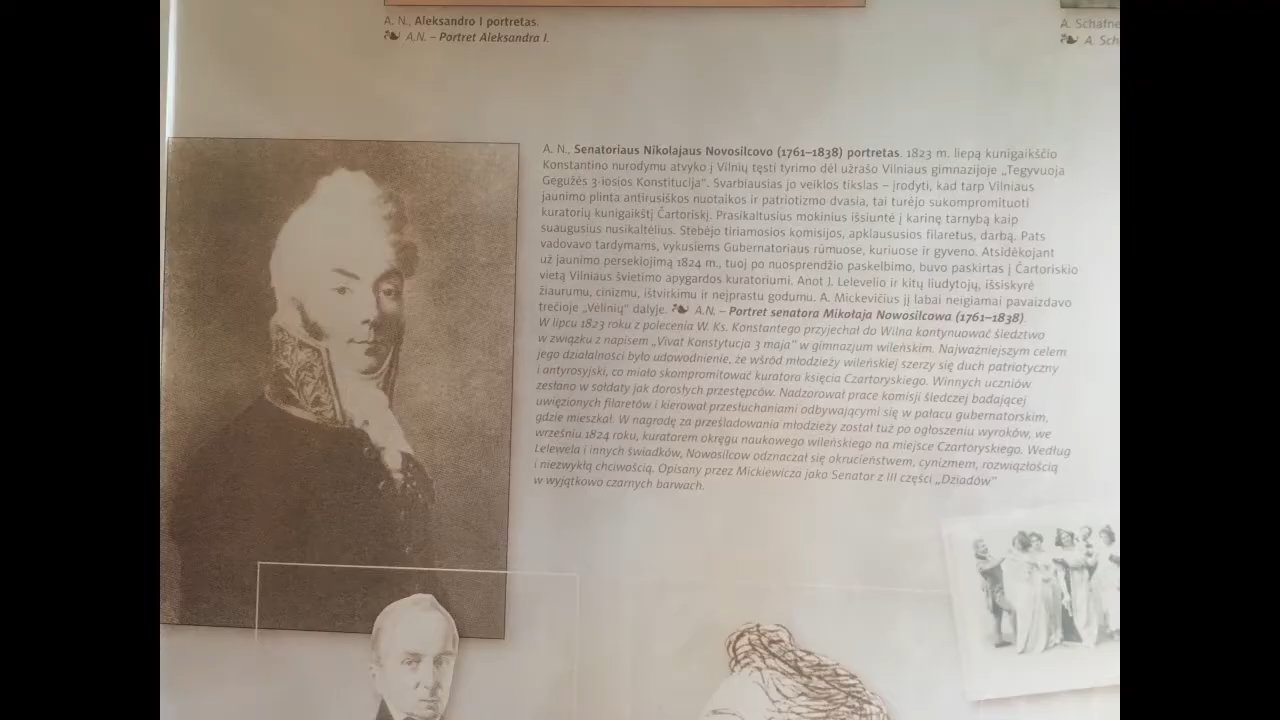 A. N., Aleksandro I portretas.
A.N. – Portret Aleksandra I.
A. Schafne
A. Sch
A. N., Senatoriaus Nikolajaus Novosilcovo (1761–1838) portretas. 1823 m. liepą kunigaikščio
Konstantino nurodymu atvyko į Vilnių tęsti tyrimo dėl užrašo Vilniaus gimnazijoje „Tegyvuoja
Gegužės 3-iosios Konstitucija“. Svarbiausias jo veiklos tikslas – įrodyti, kad tarp Vilniaus
jaunimo plinta antirusiškos nuotaikos ir patriotizmo dvasia, tai turėjo sukompromituoti
kuratorių kunigaikštį Čartoriskį. Prasikaltusius mokinius išsiuntė į karinę tarnybą kaip
suaugusius nusikaltėlius. Stebėjo tiriamosios komisijos, apklaususios filaretus, darbą. Pats
vadovavo tardymams, vykusiems Gubernatoriaus rūmuose, kuriuose ir gyveno. Atsidėkojant
už jaunimo persekiojimą 1824 m., tuoj po nuosprendžio paskelbimo, buvo paskirtas į Čartoriskio
vietą Vilniaus švietimo apygardos kuratoriumi. Anot J. Lelevelio ir kitų liudytojų, išsiskyrė
žiaurumu, cinizmu, ištvirkimu ir neįprastu godumu. A. Mickevičius jį labai neigiamai pavaizdavo
trečioje „Vėlinių“ dalyje. A.N. – Portret senatora Mikołaja Nowosilcowa (1761–1838).
W lipcu 1823 roku z polecenia W. Ks. Konstantego przyjechał do Wilna kontynuować śledztwo
w związku z napisem „Vivat Konstytucja 3 maja” w gimnazjum wileńskim. Najważniejszym celem
jego działalności było udowodnienie, że wśród młodzieży wileńskiej szerzy się duch patriotyczny
i antyrosyjski, co miało skompromitować kuratora księcia Czartoryskiego. Winnych uczniów
zesłano w sołdaty jak dorosłych przestępców. Nadzorował prace komisji śledczej badającej
uwięzionych filaretów i kierował przesłuchaniami odbywającymi się w pałacu gubernatorskim,
gdzie mieszkał. W nagrodę za prześladowania młodzieży został tuż po ogłoszeniu wyroków, we
wrześniu 1824 roku, kuratorem okręgu naukowego wileńskiego na miejsce Czartoryskiego. Według
Lelewela i innych świadków, Nowosilcow odznaczał się okrucieństwem, cynizmem, rozwiązłością
i niezwykłą chciwością. Opisany przez Mickiewicza jako Senator z III części „Dziadów”
w wyjątkowo czarnych barwach.